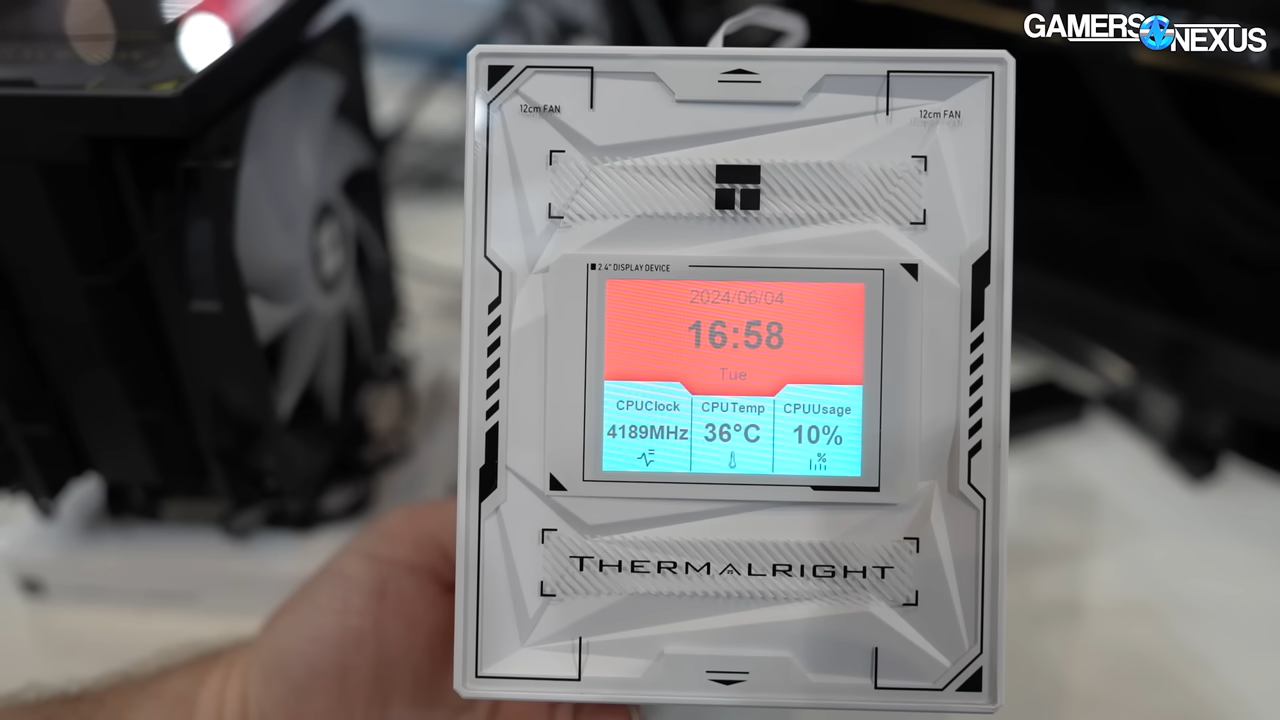 GAMERS NEXUS
12cm FAN
12cm FAN
2.4" DISPLAY DEVICE
2024/06/04
16:58
Tue
CPUClock
CPUTemp
CPUUsage
4189MHz
36°C
10%
%
THERMALRIGHT